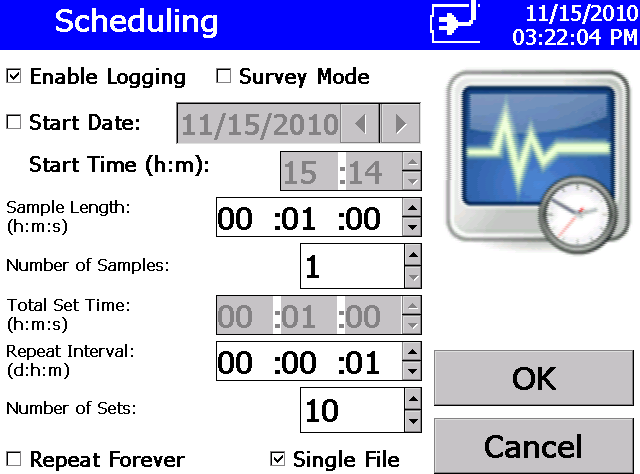 Scheduling
11/15/2010
03:22:04 PM
Enable Logging Survey Mode
Start Date: 11/15/2010
Start Time (h:m): 15 :14
Sample Length:
(h:m:s)
00 :01 :00
Number of Samples: 1
Total Set Time:
(h:m:s)
00 :01 :00
Repeat Interval:
(d:h:m)
00 :00 :01
OK
Number of Sets: 10
Cancel
Repeat Forever Single File